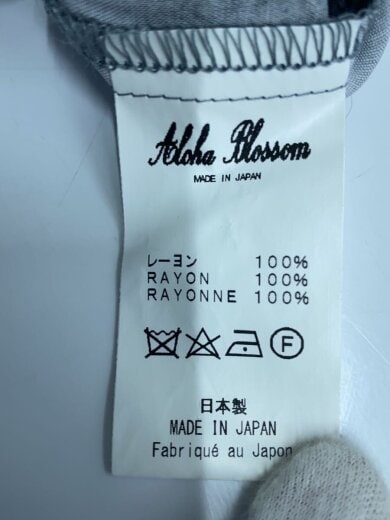 Aloha Blossom
MADE IN JAPAN
レーヨン 100%
RAYON 100%
RAYONNE 100%
F
日本製
MADE IN JAPAN
Fabriqué au Japon